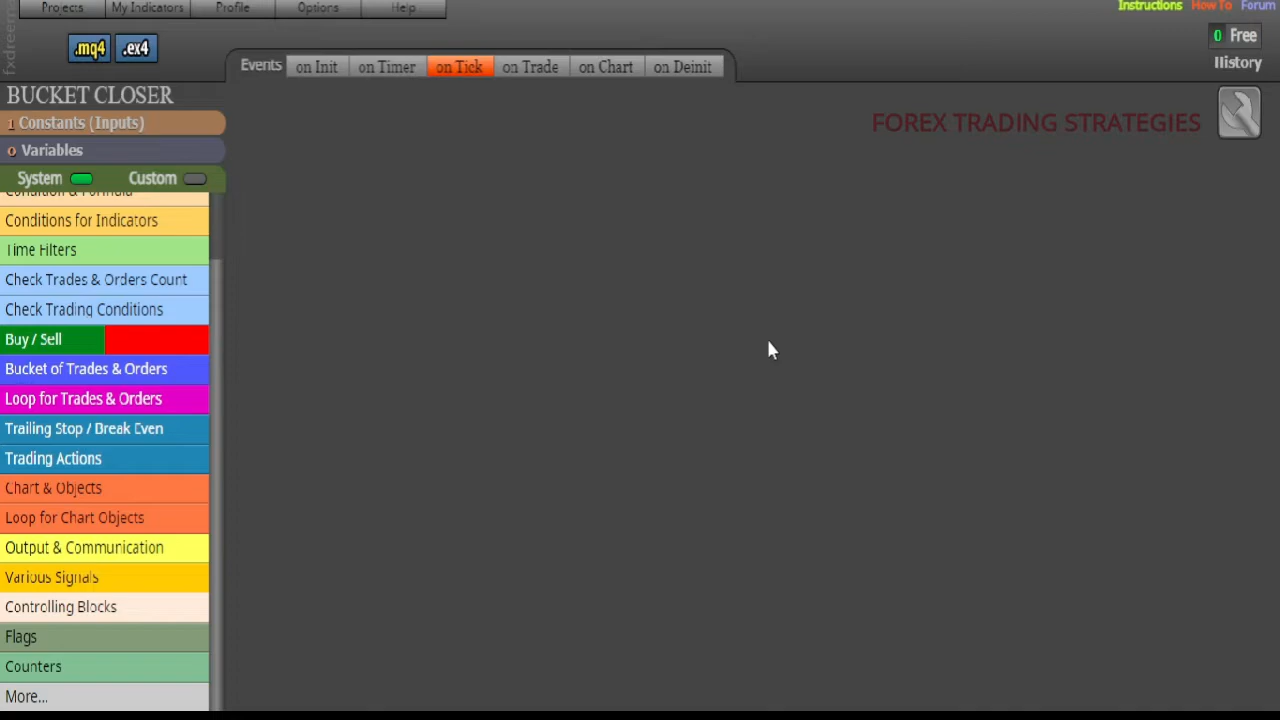 Projects My Indicators Profile Options Help
Instructions How To Forum
fxdreema
.mq4 .ex4
0 Free
History
Events on Init on Timer on Tick on Trade on Chart on Deinit
BUCKET CLOSER
FOREX TRADING STRATEGIES
1 Constants (Inputs)
0 Variables
System Custom
Condition & Formula
Conditions for Indicators
Time Filters
Check Trades & Orders Count
Check Trading Conditions
Buy / Sell
Bucket of Trades & Orders
Loop for Trades & Orders
Trailing Stop / Break Even
Trading Actions
Chart & Objects
Loop for Chart Objects
Output & Communication
Various Signals
Controlling Blocks
Flags
Counters
More...